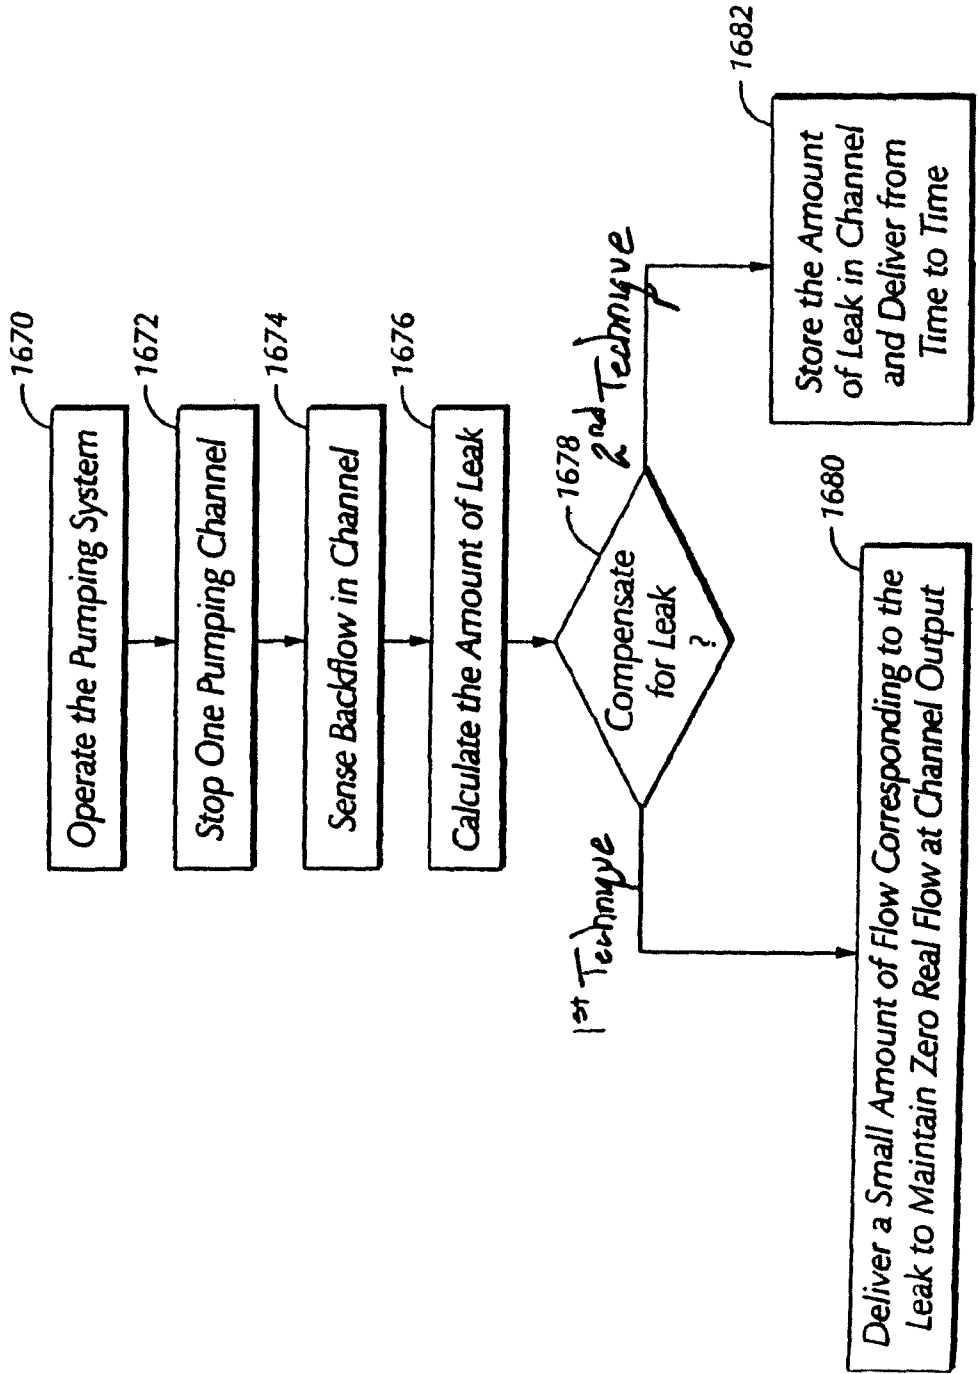 1670
Operate the Pumping System
1672
Stop One Pumping Channel
1674
Sense Backflow in Channel
1676
Calculate the Amount of Leak
1678
Compensate
for Leak
?
1st Technique
2nd Technique
1680
Deliver a Small Amount of Flow Corresponding to the
Leak to Maintain Zero Real Flow at Channel Output
1682
Store the Amount
of Leak in Channel
and Deliver from
Time to Time